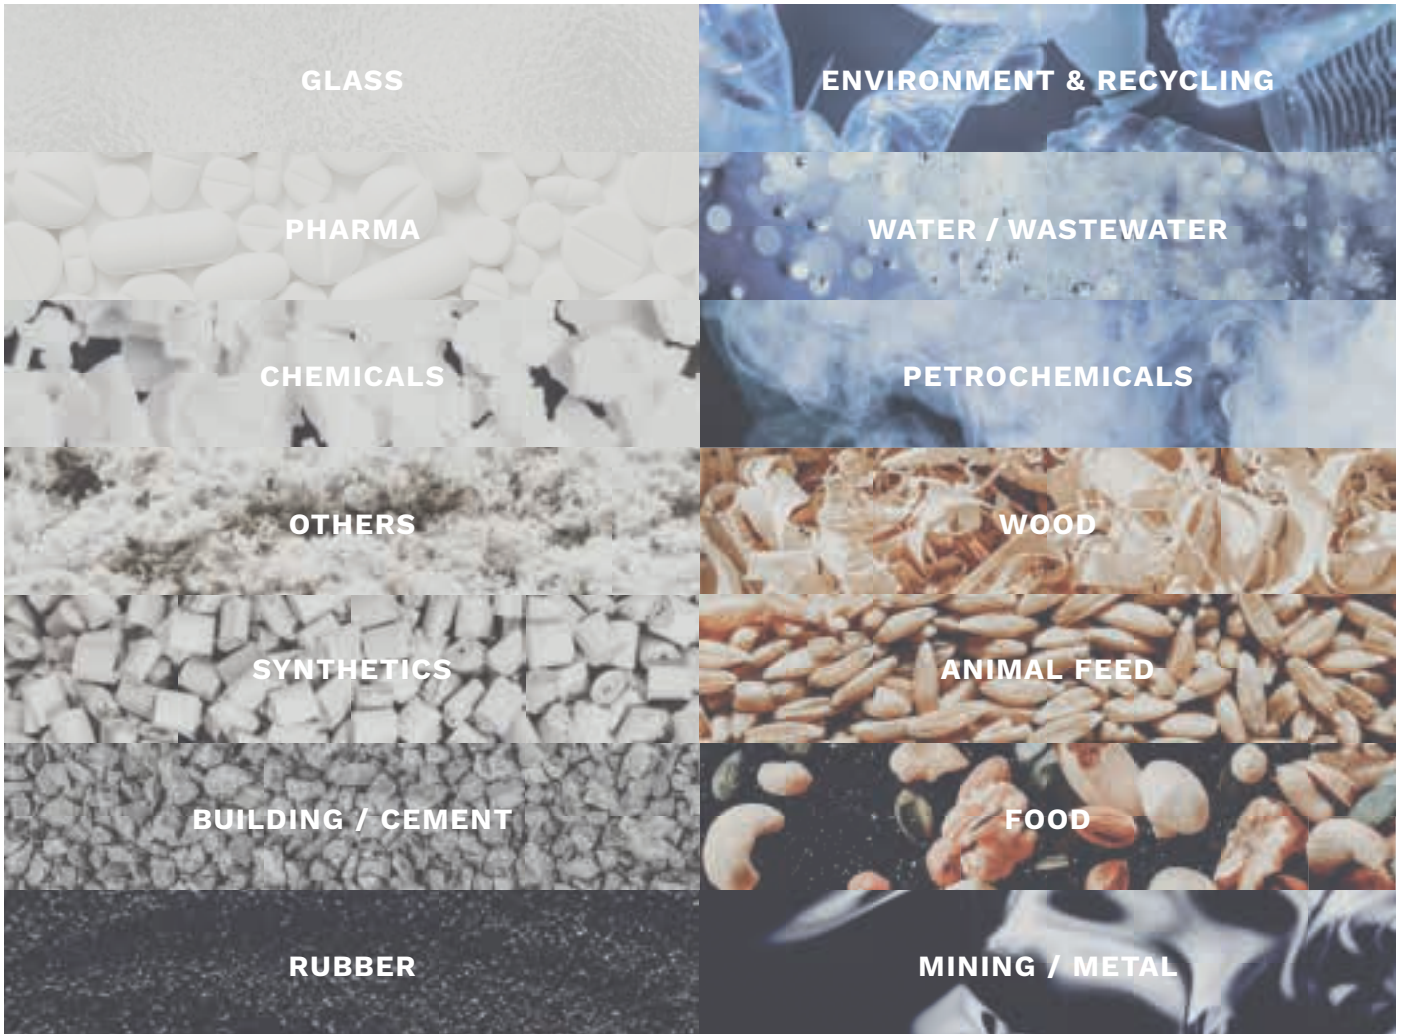 GLASS
ENVIRONMENT & RECYCLING
PHARMA
WATER / WASTEWATER
CHEMICALS
PETROCHEMICALS
OTHERS
WOOD
SYNTHETICS
ANIMAL FEED
BUILDING / CEMENT
FOOD
RUBBER
MINING / METAL